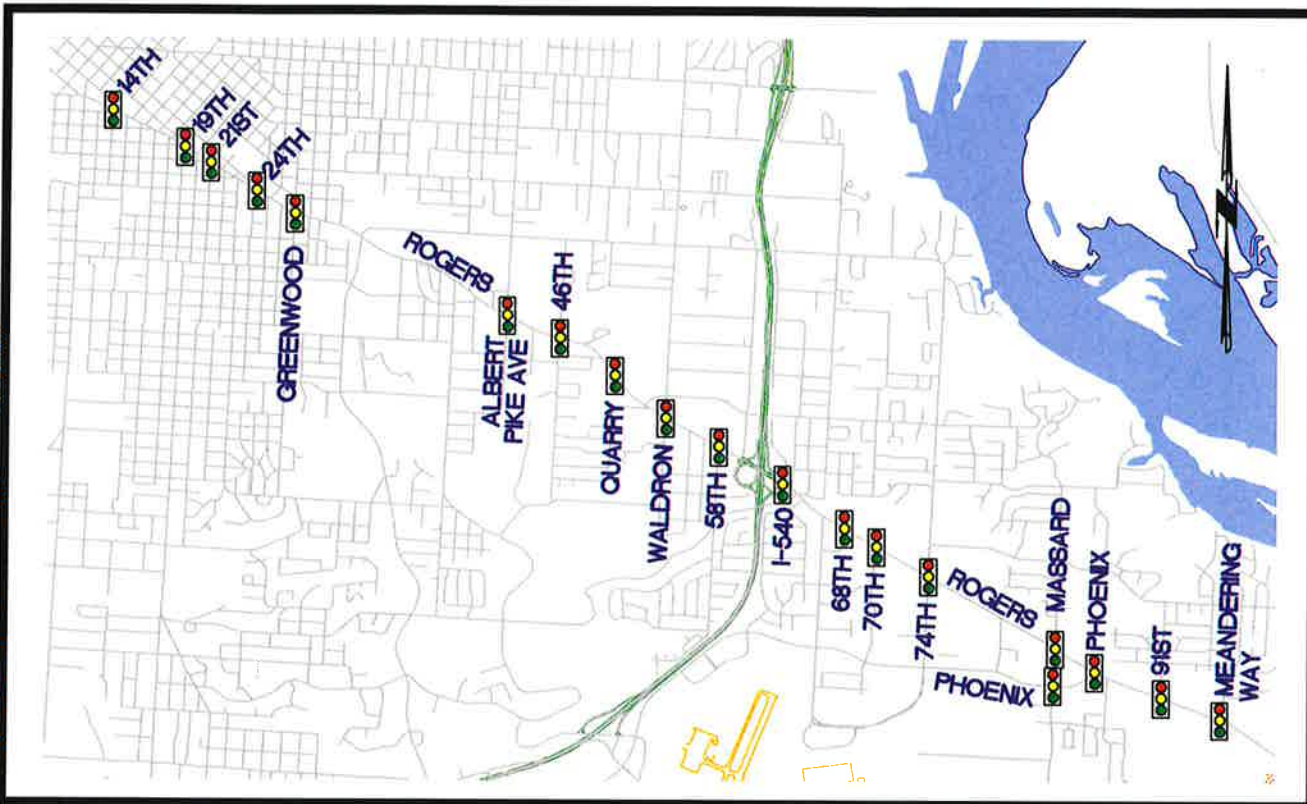 14TH
19TH
21ST
24TH
GREENWOOD
ROGERS
ALBERT
PIKE AVE
46TH
QUARRY
WALDRON
58TH
I-540
68TH
70TH
74TH
ROGERS
MASSARD
PHOENIX
PHOENIX
91ST
MEANDERING
WAY
N